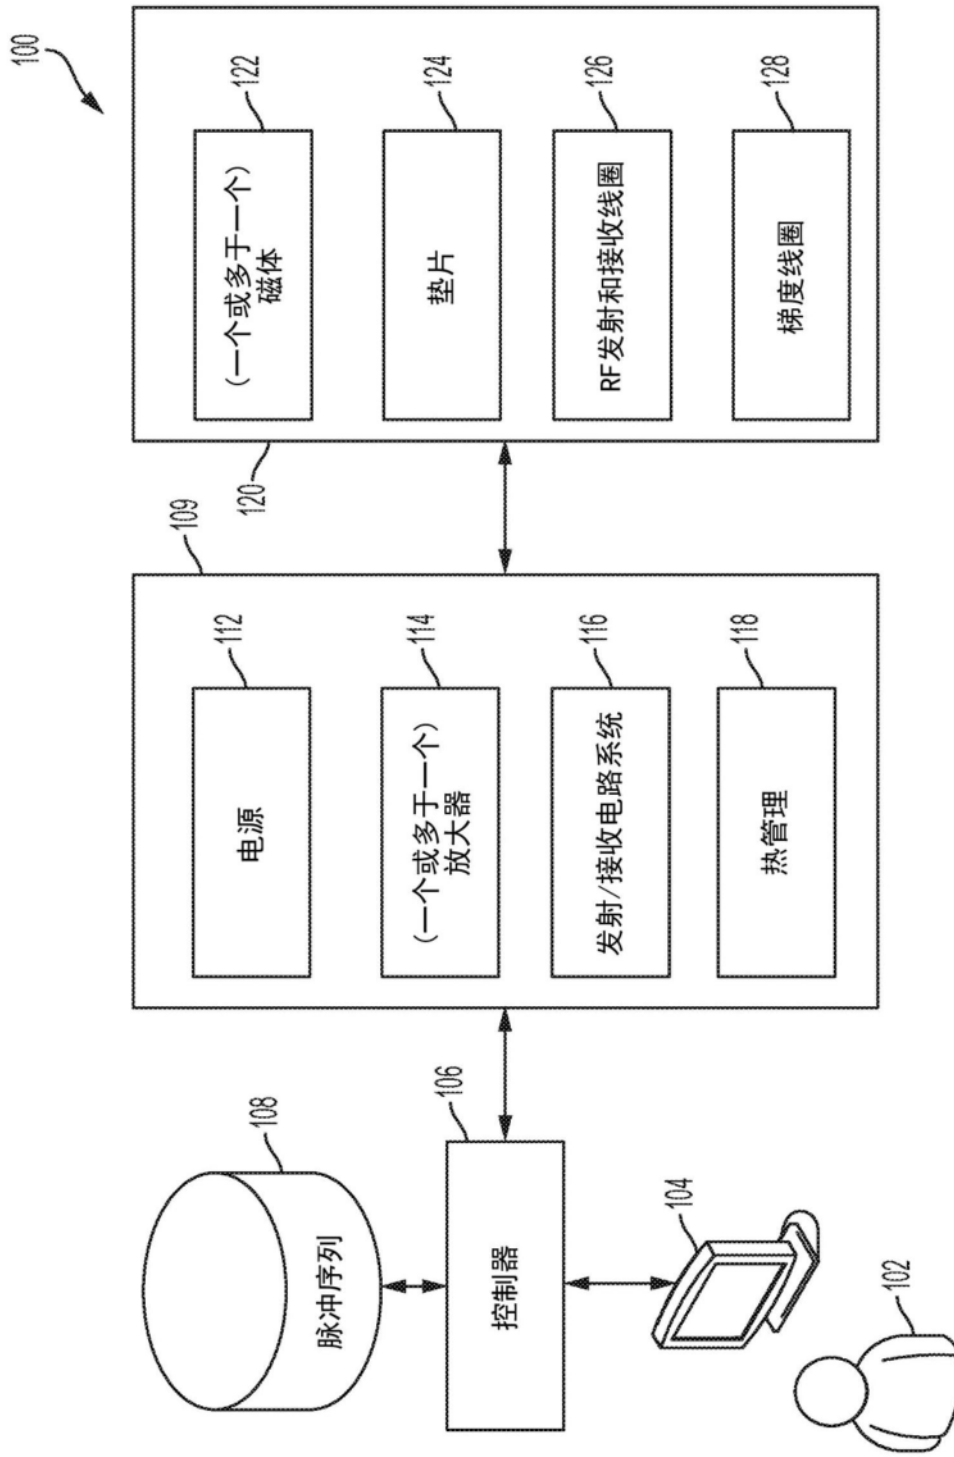 100
122
(一个或多于一个)
磁体
124
垫片
126
RF发射和接收线圈
128
梯度线圈
120
109
112
电源
114
(一个或多于一个)
放大器
116
发射/接收电路系统
118
热管理
108
脉冲序列
106
控制器
104
102